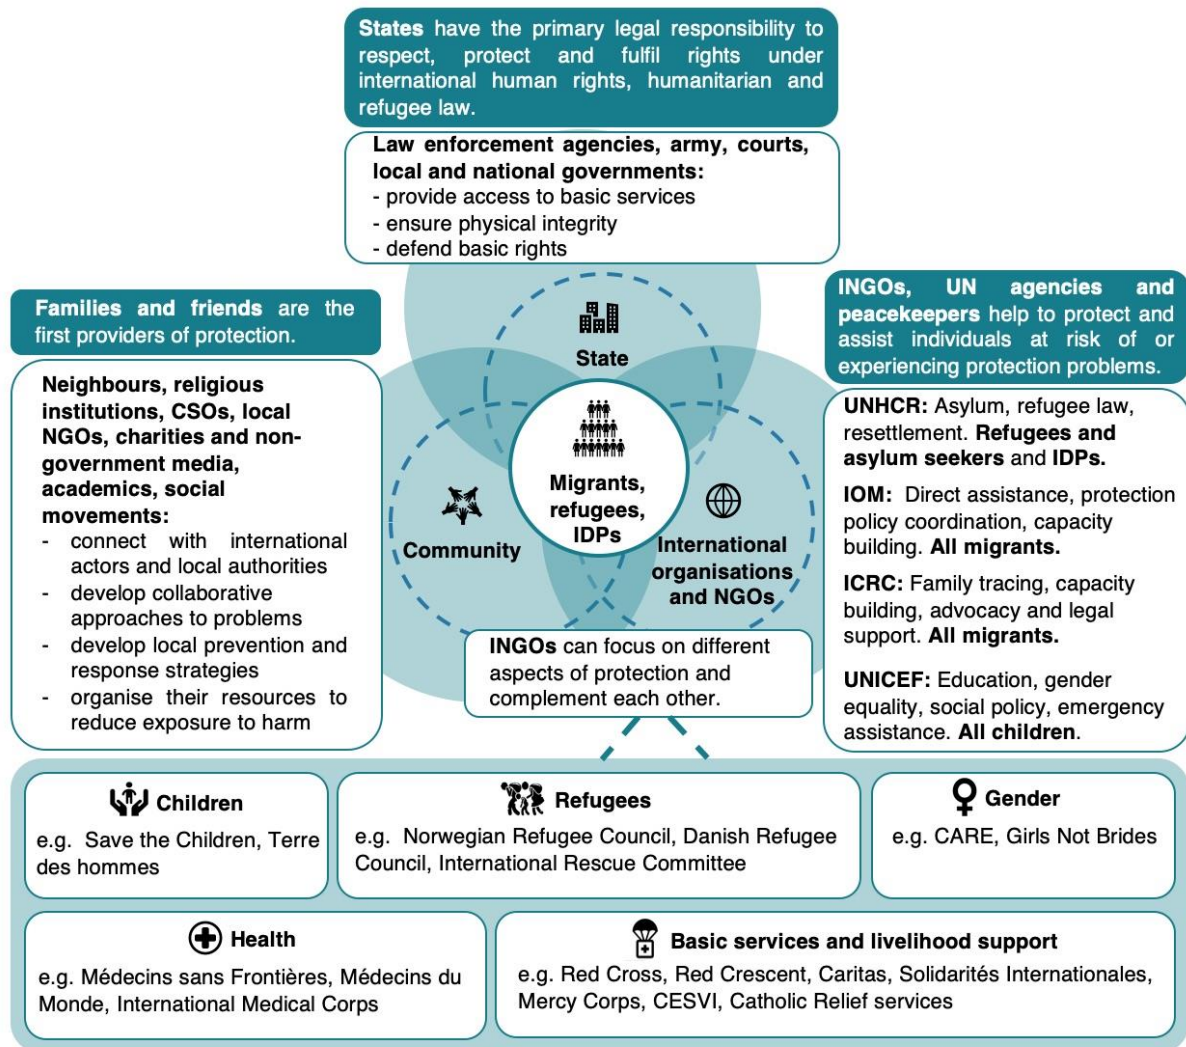 States have the primary legal responsibility to
respect, protect and fulfil rights under
international human rights, humanitarian and
refugee law.
Law enforcement agencies, army, courts,
local and national governments:
- provide access to basic services
- ensure physical integrity
- defend basic rights
Families and friends are the
first providers of protection.
Neighbours, religious
institutions, CSOs, local
NGOs, charities and non-
government media,
academics, social
movements:
- connect with international
actors and local authorities
- develop collaborative
approaches to problems
- develop local prevention and
response strategies
- organise their resources to
reduce exposure to harm
State
Migrants,
refugees,
IDPs
Community
International
organisations
and NGOs
INGOs, UN agencies and
peacekeepers help to protect and
assist individuals at risk of or
experiencing protection problems.
UNHCR: Asylum, refugee law,
resettlement. Refugees and
asylum seekers and IDPs.
IOM: Direct assistance, protection
policy coordination, capacity
building. All migrants.
ICRC: Family tracing, capacity
building, advocacy and legal
support. All migrants.
UNICEF: Education, gender
equality, social policy, emergency
assistance. All children.
INGOs can focus on different
aspects of protection and
complement each other.
Children
e.g. Save the Children, Terre
des hommes
Refugees
e.g. Norwegian Refugee Council, Danish Refugee
Council, International Rescue Committee
Gender
e.g. CARE, Girls Not Brides
Health
e.g. Médecins sans Frontières, Médecins du
Monde, International Medical Corps
Basic services and livelihood support
e.g. Red Cross, Red Crescent, Caritas, Solidarités Internationales,
Mercy Corps, CESVI, Catholic Relief services